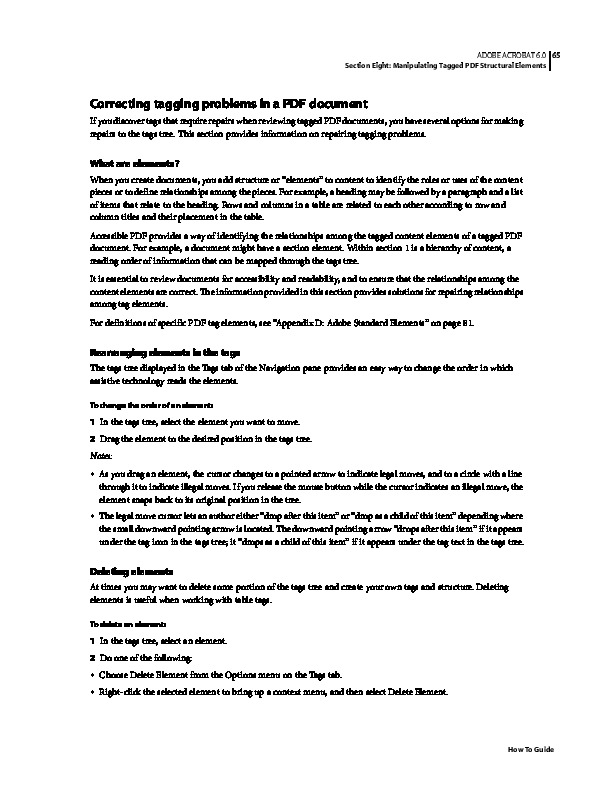 ADOBE ACROBAT 6.0 65
Section Eight: Manipulating Tagged PDF Structural Elements
Correcting tagging problems in a PDF document
If you discover tags that require repairs when reviewing tagged PDF documents, you have several options for making
repairs to the tags tree. This section provides information on repairing tagging problems.
What are elements?
When you create documents, you add structure or "elements" to content to identify the roles or uses of the content
pieces or to define relationships among the pieces. For example, a heading may be followed by a paragraph and a list
of items that relate to the heading. Rows and columns in a table are related to each other according to row and
column titles and their placement in the table.
Accessible PDF provides a way of identifying the relationships among the tagged content elements of a tagged PDF
document. For example, a document might have a section element. Within section 1 is a hierarchy of content, a
reading order of information that can be mapped through the tags tree.
It is essential to review documents for accessibility and readability, and to ensure that the relationships among the
content elements are correct. The information provided in this section provides solutions for repairing relationships
among tag elements.
For definitions of specific PDF tag elements, see "Appendix D: Adobe Standard Elements" on page 81.
Rearranging elements in the tags
The tags tree displayed in the Tags tab of the Navigation pane provides an easy way to change the order in which
assistive technology reads the elements.
To change the order of an element:
1 In the tags tree, select the element you want to move.
2 Drag the element to the desired position in the tags tree.
Notes:
• As you drag an element, the cursor changes to a pointed arrow to indicate legal moves, and to a circle with a line
through it to indicate illegal moves. If you release the mouse button while the cursor indicates an illegal move, the
element snaps back to its original position in the tree.
• The legal move cursor lets an author either "drop after this item" or "drop as a child of this item" depending where
the small downward pointing arrow is located. The downward pointing arrow "drops after this item" if it appears
under the tag icon in the tags tree; it "drops as a child of this item" if it appears under the tag text in the tags tree.
Deleting elements
At times you may want to delete some portion of the tags tree and create your own tags and structure. Deleting
elements is useful when working with table tags.
To delete an element:
1 In the tags tree, select an element.
2 Do one of the following:
• Choose Delete Element from the Options menu on the Tags tab.
• Right-click the selected element to bring up a context menu, and then select Delete Element.
How To Guide